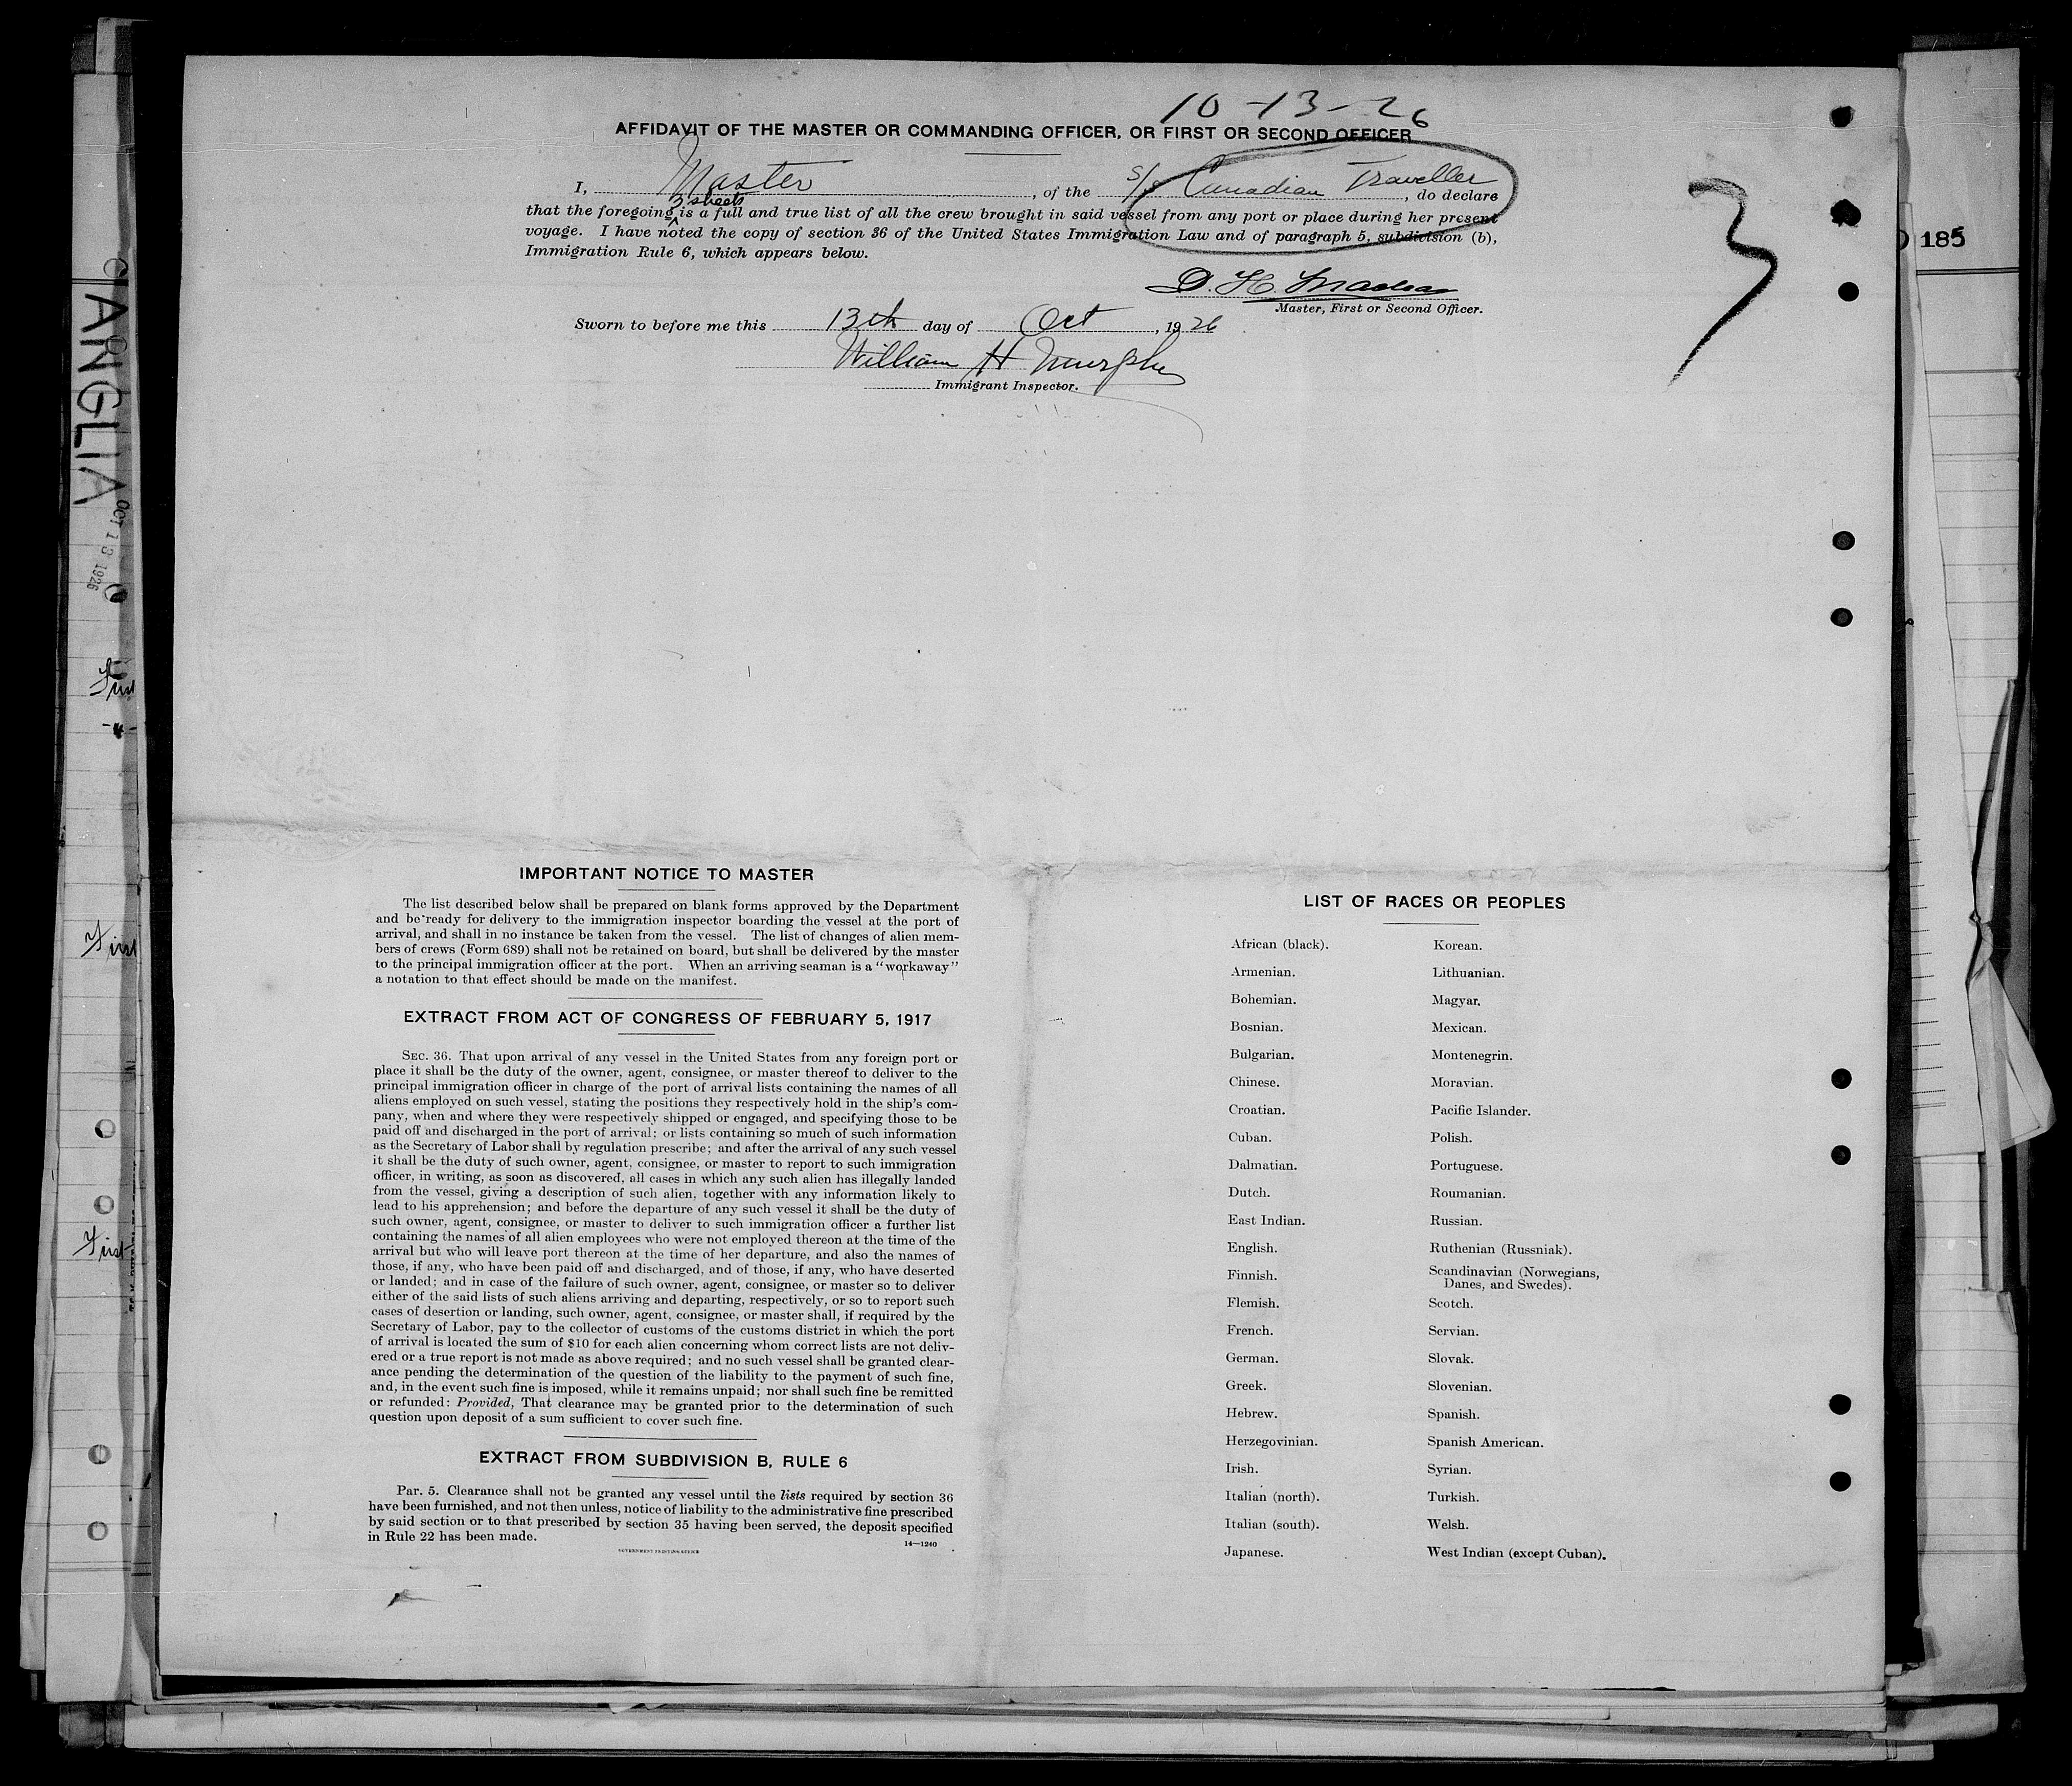 10-13-26
AFFIDAVIT OF THE MASTER OR COMMANDING OFFICER, OR FIRST OR SECOND OFFICER
I, Master, of the S/S Canadian Traveller, do declare
3 sheets
that the foregoing is a full and true list of all the crew brought in said vessel from any port or place during her present
voyage. I have noted the copy of section 36 of the United States Immigration Law and of paragraph 5, subdivision (b),
Immigration Rule 6, which appears below.
D. H.
Master, First or Second Officer.
Sworn to before me this 13th day of Oct, 1926
William H Murphy
Immigrant Inspector.
3
185
ANGLIA
OCT 13 1926
First
First
First
IMPORTANT NOTICE TO MASTER
The list described below shall be prepared on blank forms approved by the Department
and be ready for delivery to the immigration inspector boarding the vessel at the port of
arrival, and shall in no instance be taken from the vessel. The list of changes of alien mem-
bers of crews (Form 689) shall not be retained on board, but shall be delivered by the master
to the principal immigration officer at the port. When an arriving seaman is a "workaway"
a notation to that effect should be made on the manifest.
EXTRACT FROM ACT OF CONGRESS OF FEBRUARY 5, 1917
SEC. 36. That upon arrival of any vessel in the United States from any foreign port or
place it shall be the duty of the owner, agent, consignee, or master thereof to deliver to the
principal immigration officer in charge of the port of arrival lists containing the names of all
aliens employed on such vessel, stating the positions they respectively hold in the ship's com-
pany, when and where they were respectively shipped or engaged, and specifying those to be
paid off and discharged in the port of arrival; or lists containing so much of such information
as the Secretary of Labor shall by regulation prescribe; and after the arrival of any such vessel
it shall be the duty of such owner, agent, consignee, or master to report to such immigration
officer, in writing, as soon as discovered, all cases in which any such alien has illegally landed
from the vessel, giving a description of such alien, together with any information likely to
lead to his apprehension; and before the departure of any such vessel it shall be the duty of
such owner, agent, consignee, or master to deliver to such immigration officer a further list
containing the names of all alien employees who were not employed thereon at the time of the
arrival but who will leave port thereon at the time of her departure, and also the names of
those, if any, who have been paid off and discharged, and of those, if any, who have deserted
or landed; and in case of the failure of such owner, agent, consignee, or master so to deliver
either of the said lists of such aliens arriving and departing, respectively, or so to report such
cases of desertion or landing, such owner, agent, consignee, or master shall, if required by the
Secretary of Labor, pay to the collector of customs of the customs district in which the port
of arrival is located the sum of $10 for each alien concerning whom correct lists are not deliv-
ered or a true report is not made as above required; and no such vessel shall be granted clear-
ance pending the determination of the question of the liability to the payment of such fine,
and, in the event such fine is imposed, while it remains unpaid; nor shall such fine be remitted
or refunded: Provided, That clearance may be granted prior to the determination of such
question upon deposit of a sum sufficient to cover such fine.
EXTRACT FROM SUBDIVISION B, RULE 6
Par. 5. Clearance shall not be granted any vessel until the lists required by section 36
have been furnished, and not then unless, notice of liability to the administrative fine prescribed
by said section or to that prescribed by section 35 having been served, the deposit specified
in Rule 22 has been made.
14—1240
GOVERNMENT PRINTING OFFICE
LIST OF RACES OR PEOPLES
African (black).
Armenian.
Bohemian.
Bosnian.
Bulgarian.
Chinese.
Croatian.
Cuban.
Dalmatian.
Dutch.
East Indian.
English.
Finnish.
Flemish.
French.
German.
Greek.
Hebrew.
Herzegovinian.
Irish.
Italian (north).
Italian (south).
Japanese.
Korean.
Lithuanian.
Magyar.
Mexican.
Montenegrin.
Moravian.
Pacific Islander.
Polish.
Portuguese.
Roumanian.
Russian.
Ruthenian (Russniak).
Scandinavian (Norwegians,
Danes, and Swedes).
Scotch.
Servian.
Slovak.
Slovenian.
Spanish.
Spanish American.
Syrian.
Turkish.
Welsh.
West Indian (except Cuban).